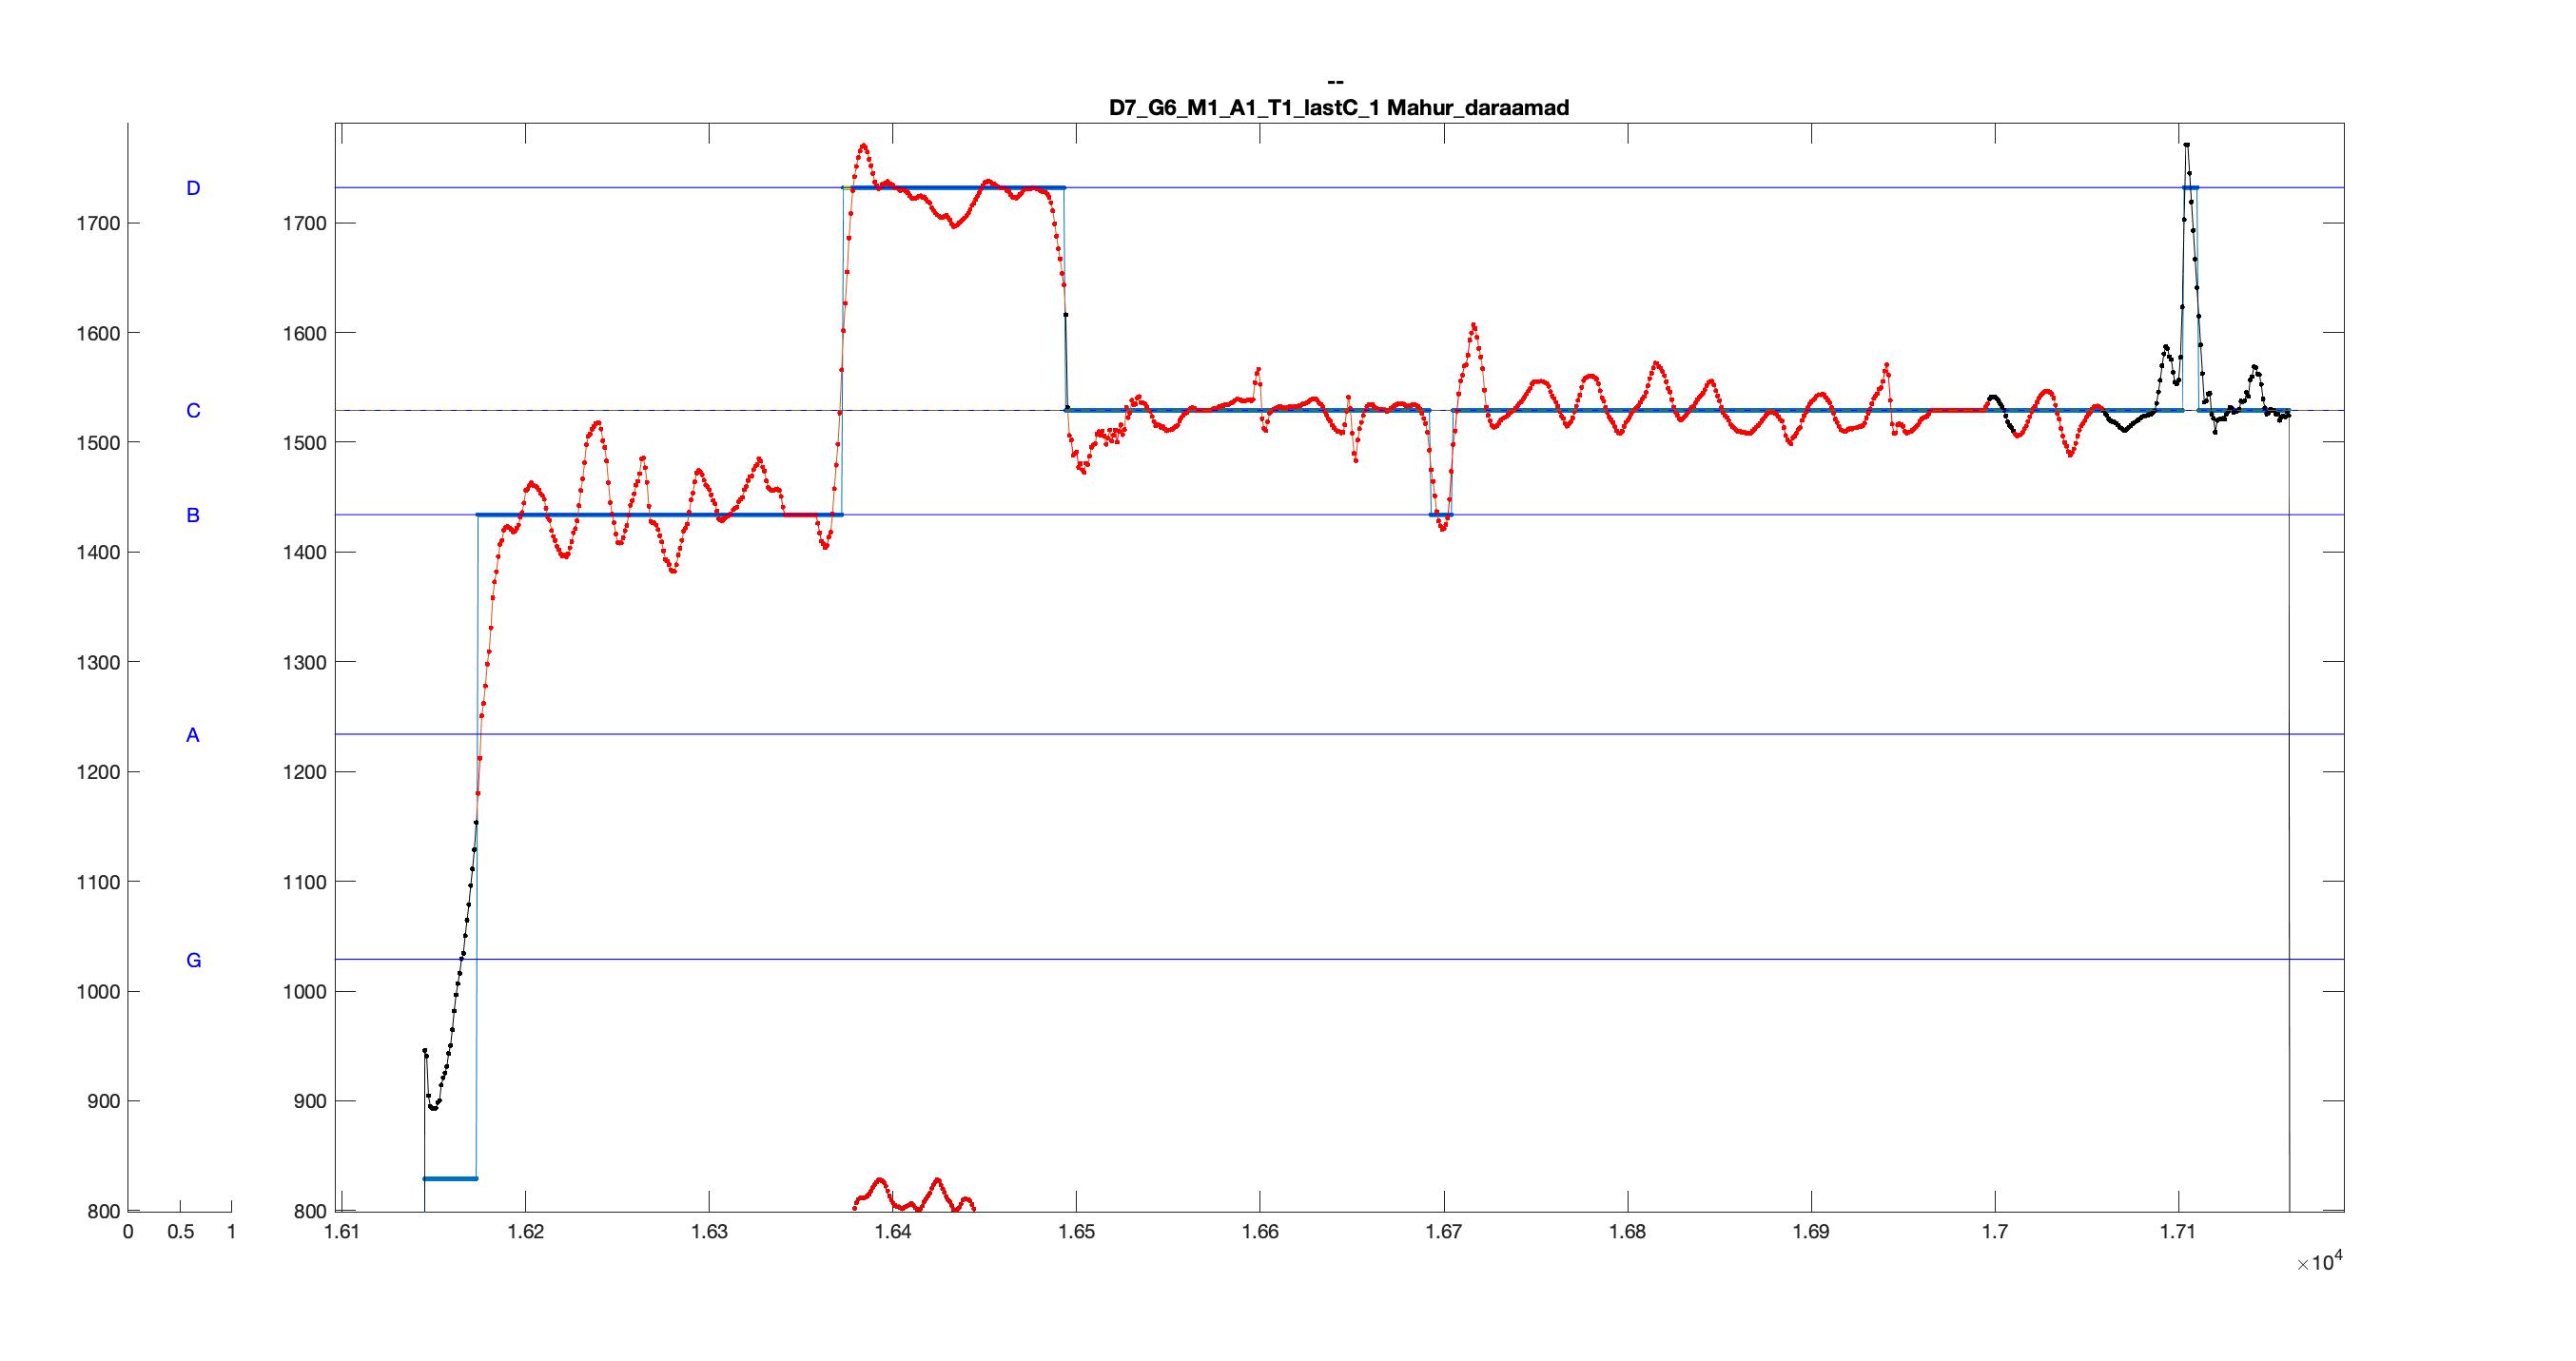 --
D7_G6_M1_A1_T1_lastC_1 Mahur_daraamad
D
1700 1700
1600 1600
C
1500 1500
B
1400 1400
1300 1300
A
1200 1200
1100 1100
G
1000 1000
900 900
800 800
0 0.5 1 1.61 1.62 1.63 1.64 1.65 1.66 1.67 1.68 1.69 1.7 1.71
×10⁴